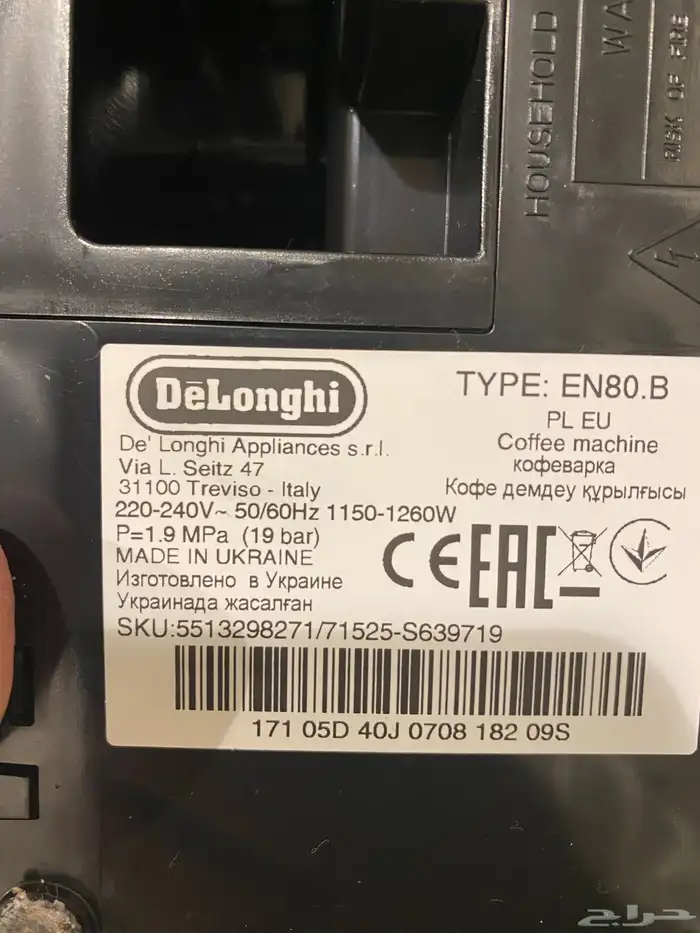 HOUSEHOLD
WA
RISK OF FIRE
DēLonghi
TYPE: EN80.B
PL EU
Coffee machine
кофеварка
Кофе демдеу құрылғысы
De' Longhi Appliances s.r.l.
Via L. Seitz 47
31100 Treviso - Italy
220-240V~ 50/60Hz 1150-1260W
P=1.9 MPa (19 bar)
MADE IN UKRAINE
Изготовлено в Украине
Украинада жасалған
CE EAC
SKU:5513298271/71525-S639719
171 05D 40J 0708 182 09S
حراج